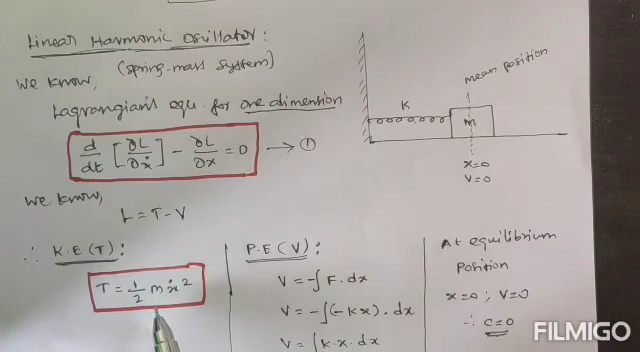 Linear Harmonic Oscillator:
(spring-mass system)
We know,
Lagrangian's equ. for one dimention
d/dt [∂L/∂ẋ] − ∂L/∂x = 0 → ①
We know,
L = T − V
∴ K.E (T):
T = 1/2 mẋ²
P.E (V):
V = −∫F.dx
V = −∫(−Kx).dx
V = ∫K.x.dx
mean position
K
m
x=0
V=0
At equilibrium
position
x=0 ; V=0
∴ C=0
FILMIGO